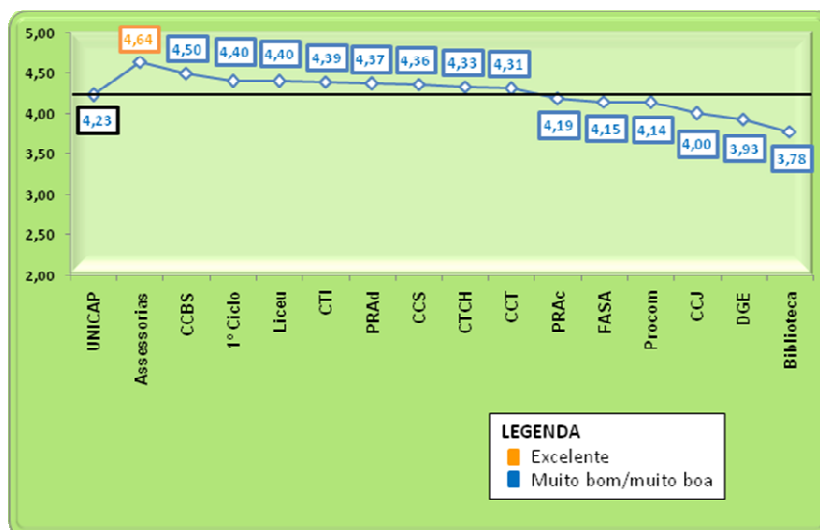 5,00
4,50
4,00
3,50
3,00
2,50
2,00
4,23
4,64
4,50
4,40
4,40
4,39
4,37
4,36
4,33
4,31
4,19
4,15
4,14
4,00
3,93
3,78
UNICAP
Assessorias
CCBS
1° Ciclo
Liceu
CTI
PRAd
CCS
CTCH
CCT
PRAc
FASA
Procom
CCJ
DGE
Biblioteca
LEGENDA
Excelente
Muito bom/muito boa